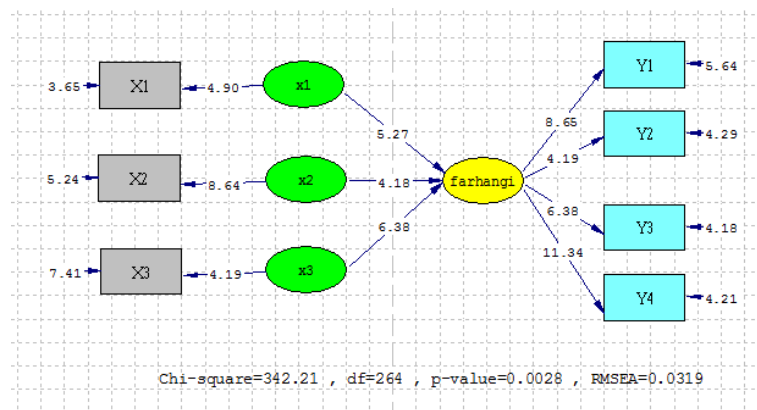 3.65 X1 4.90 x1
5.24 X2 8.64 x2
7.41 X3 4.19 x3
5.27
4.18
6.38
farhangi
8.65
4.19
6.38
11.34
Y1 5.64
Y2 4.29
Y3 4.18
Y4 4.21
Chi-square=342.21 , df=264 , p-value=0.0028 , RMSEA=0.0319